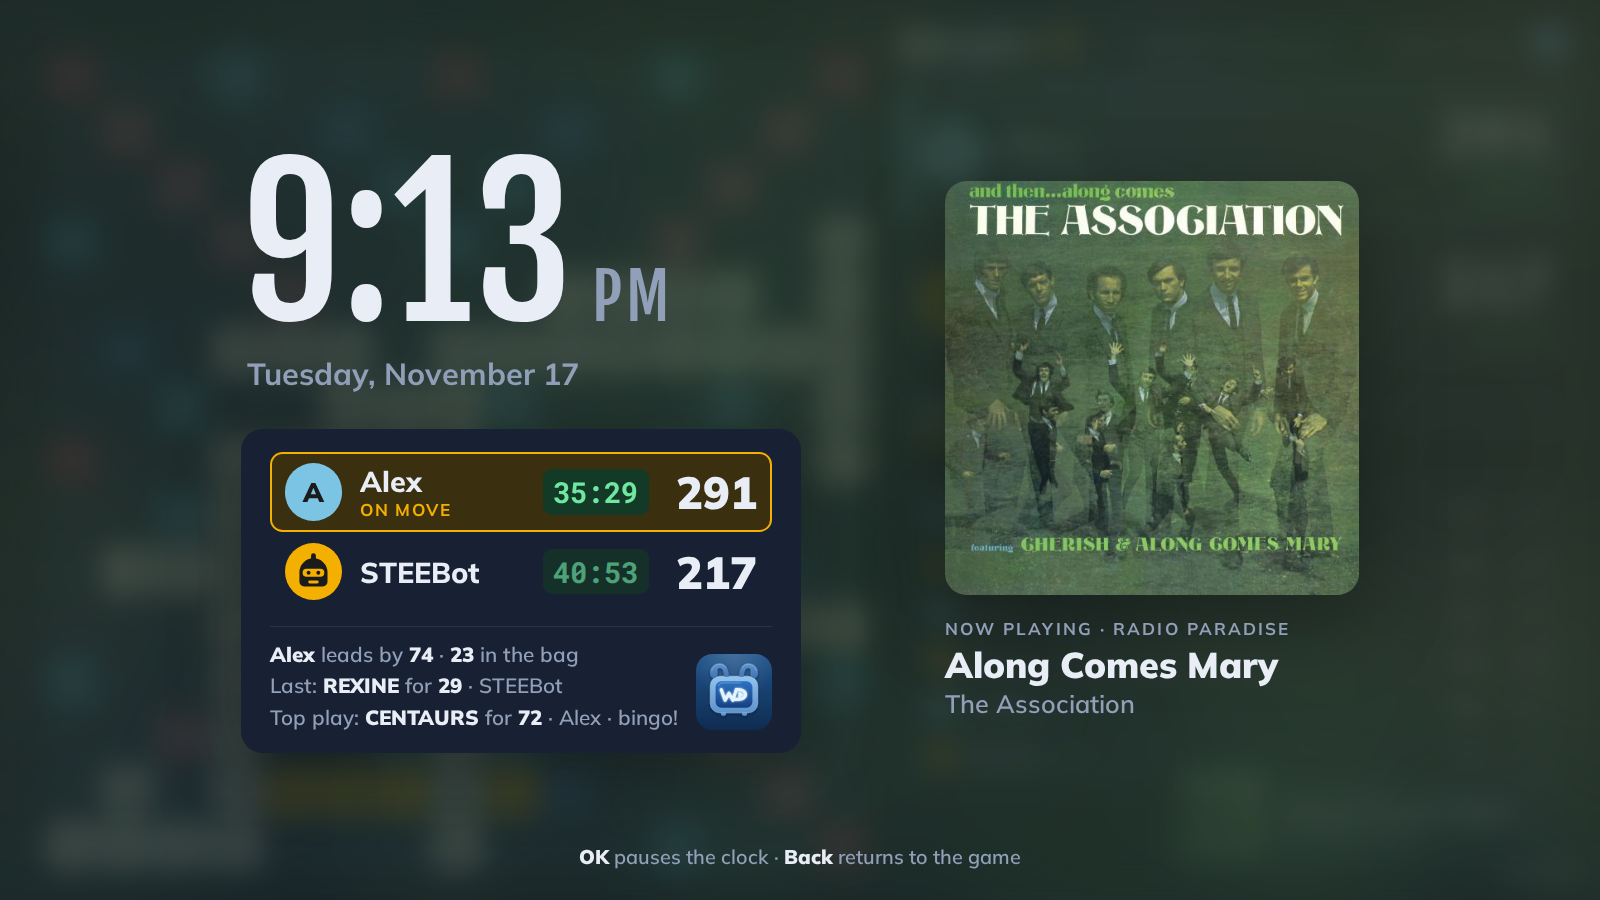 9:13 PM
Tuesday, November 17
A
Alex
ON MOVE
35:29
291
STEEBot
40:53
217
Alex leads by 74 · 23 in the bag
Last: REXINE for 29 · STEEBot
Top play: CENTAURS for 72 · Alex · bingo!
WD
and then...along comes
THE ASSOCIATION
featuring CHERISH & ALONG COMES MARY
NOW PLAYING · RADIO PARADISE
Along Comes Mary
The Association
OK pauses the clock · Back returns to the game